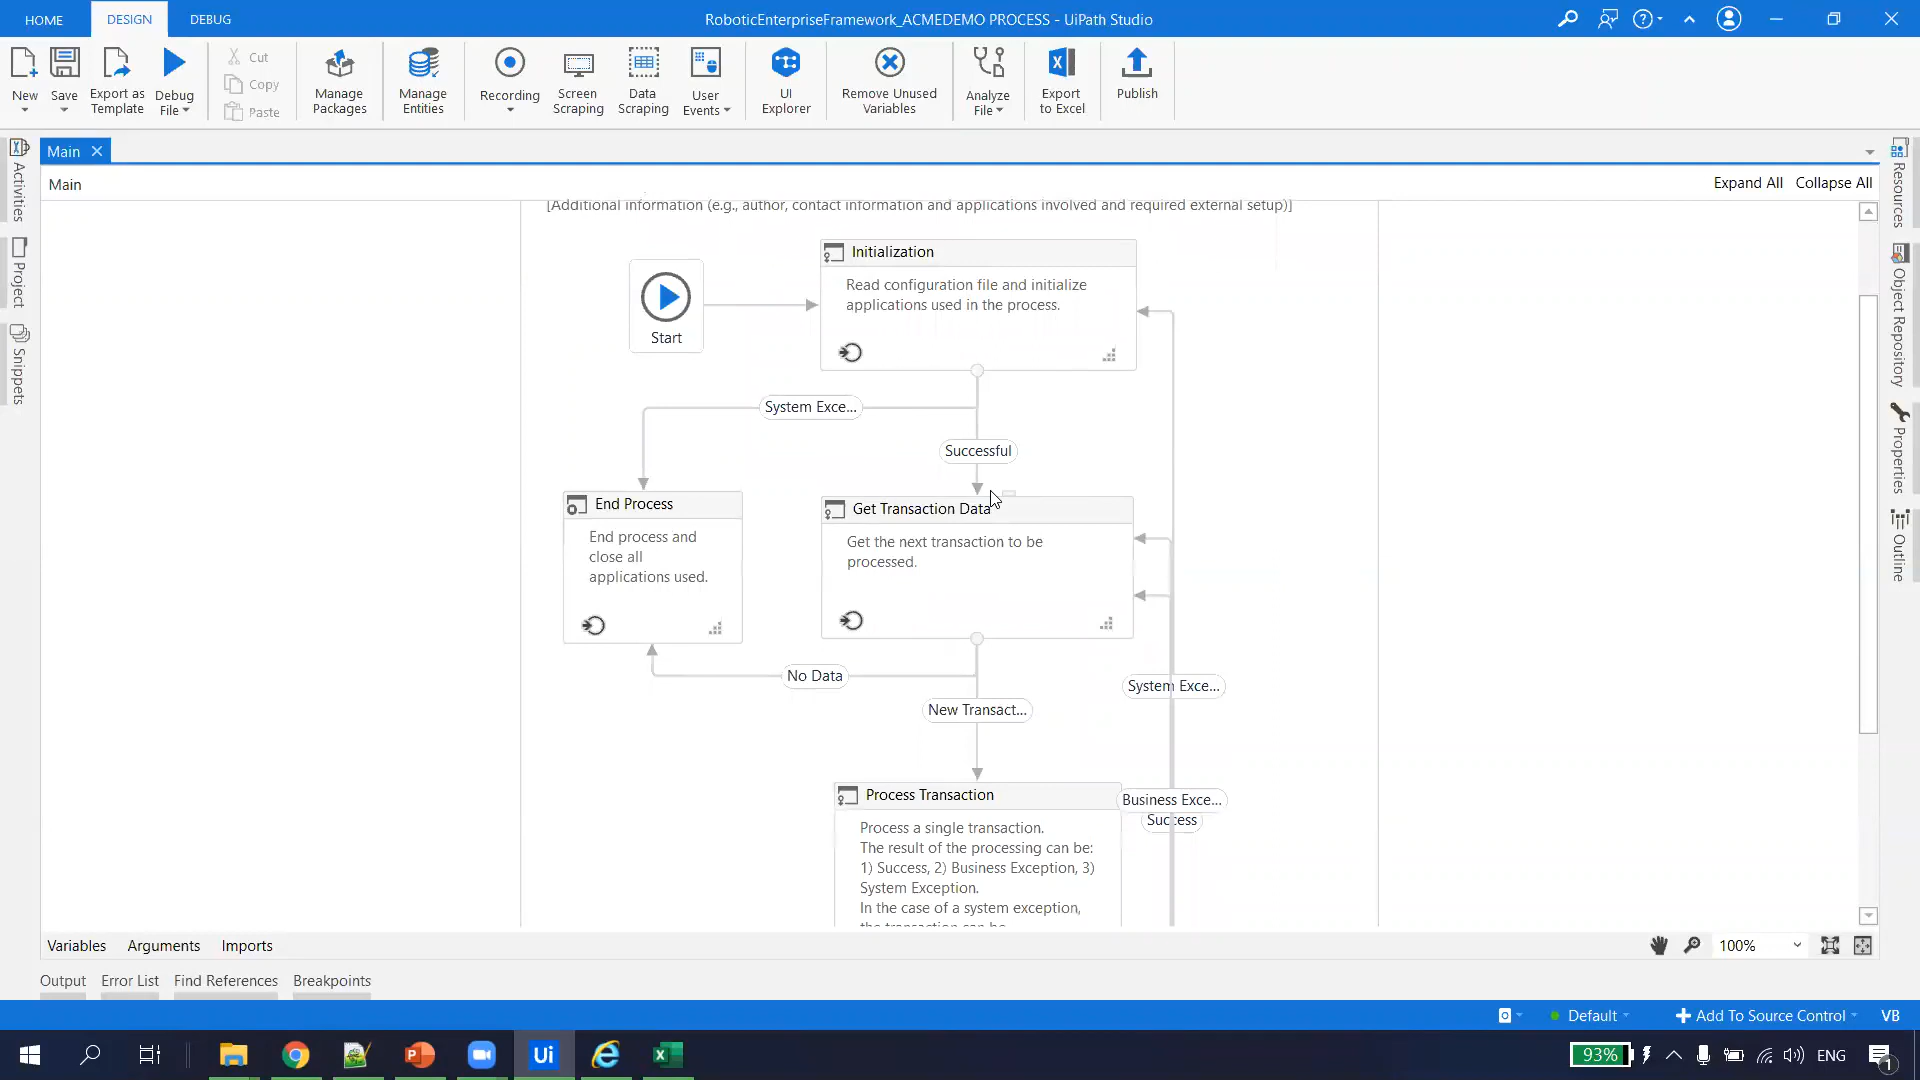 HOME
DESIGN
DEBUG
RoboticEnterpriseFramework_ACMEDEMO PROCESS - UiPath Studio
New
Save
Export as
Template
Debug
File
Cut
Copy
Paste
Manage
Packages
Manage
Entities
Recording
Screen
Scraping
Data
Scraping
User
Events
UI
Explorer
Remove Unused
Variables
Analyze
File
Export
to Excel
Publish
Main
Main
Expand All
Collapse All
Activities
Project
Snippets
Resources
Object Repository
Properties
Outline
[Additional information (e.g., author, contact information and applications involved and required external setup)]
Start
Initialization
Read configuration file and initialize
applications used in the process.
System Exce...
Successful
End Process
End process and
close all
applications used.
Get Transaction Data
Get the next transaction to be
processed.
No Data
New Transact...
System Exce...
Business Exce...
Success
Process Transaction
Process a single transaction.
The result of the processing can be:
1) Success, 2) Business Exception, 3)
System Exception.
In the case of a system exception,
the transaction can be
Variables
Arguments
Imports
100%
Output
Error List
Find References
Breakpoints
Default
Add To Source Control
VB
Ui
93%
ENG
1